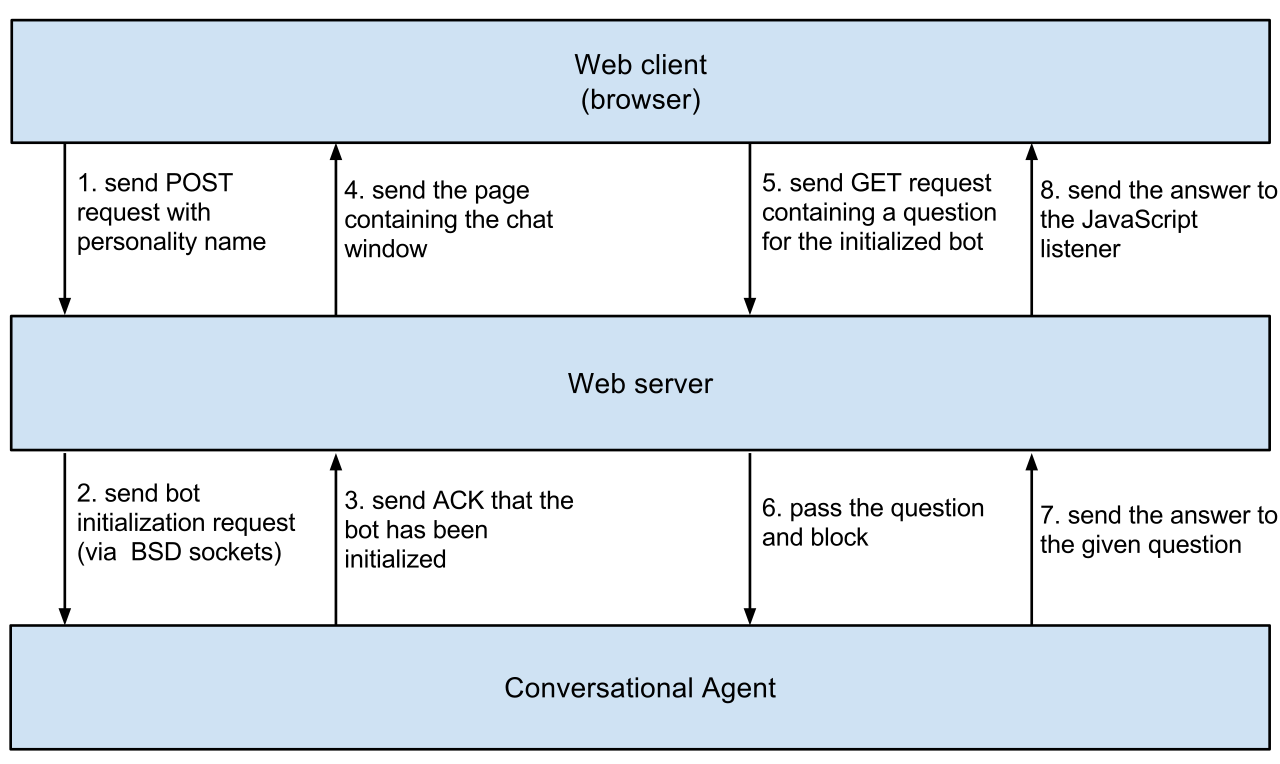 Web client
(browser)
1. send POST
request with
personality name
4. send the page
containing the chat
window
5. send GET request
containing a question
for the initialized bot
8. send the answer to
the JavaScript
listener
Web server
2. send bot
initialization request
(via  BSD sockets)
3. send ACK that the
bot has been
initialized
6. pass the question
and block
7. send the answer to
the given question
Conversational Agent